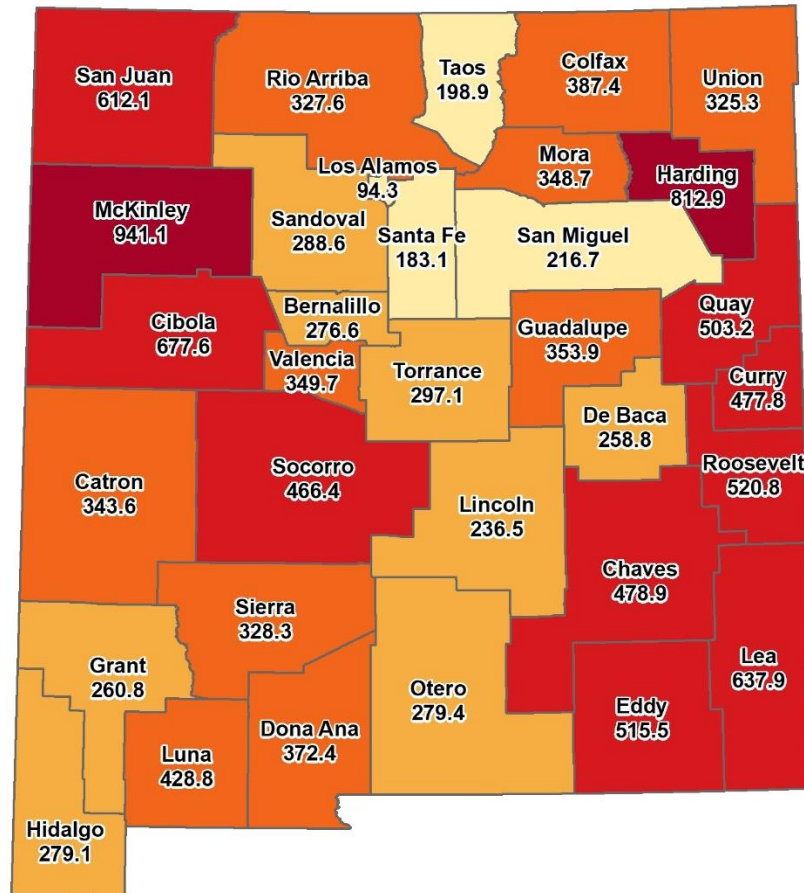 San Juan
612.1
Rio Arriba
327.6
Taos
198.9
Colfax
387.4
Union
325.3
McKinley
941.1
Los Alamos
94.3
Mora
348.7
Harding
812.9
Sandoval
288.6
Santa Fe
183.1
San Miguel
216.7
Cibola
677.6
Bernalillo
276.6
Valencia
349.7
Torrance
297.1
Guadalupe
353.9
Quay
503.2
Curry
477.8
De Baca
258.8
Roosevelt
520.8
Catron
343.6
Socorro
466.4
Lincoln
236.5
Chaves
478.9
Sierra
328.3
Grant
260.8
Otero
279.4
Lea
637.9
Eddy
515.5
Luna
428.8
Dona Ana
372.4
Hidalgo
279.1